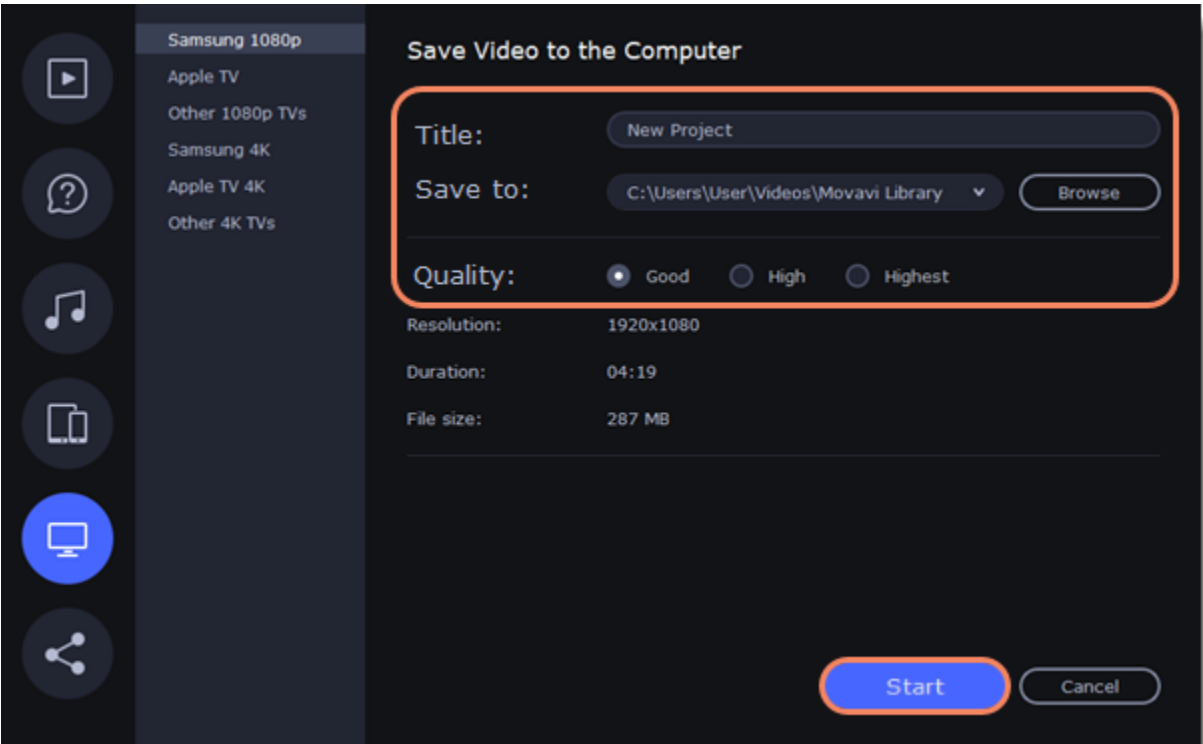 Samsung 1080p
Apple TV
Other 1080p TVs
Samsung 4K
Apple TV 4K
Other 4K TVs
Save Video to the Computer
Title: New Project
Save to: C:\Users\User\Videos\Movavi Library Browse
Quality: Good High Highest
Resolution: 1920x1080
Duration: 04:19
File size: 287 MB
Start Cancel